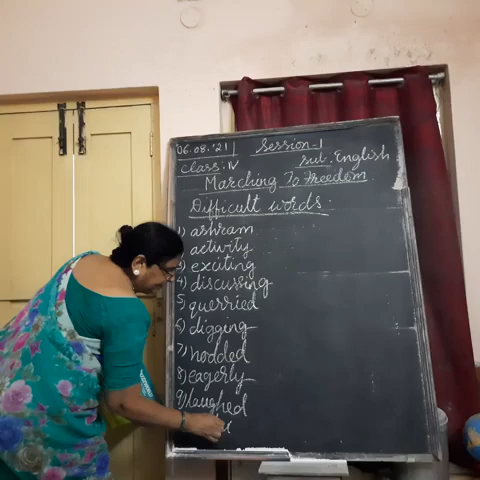 06.08.'21 Session-1
Class: IV Sub. English
Marching To Freedom
Difficult words.
1) ashram
2) activity
3) exciting
4) discussing
5) querried
6) digging
7) nodded
8) eagerly
9) laughed